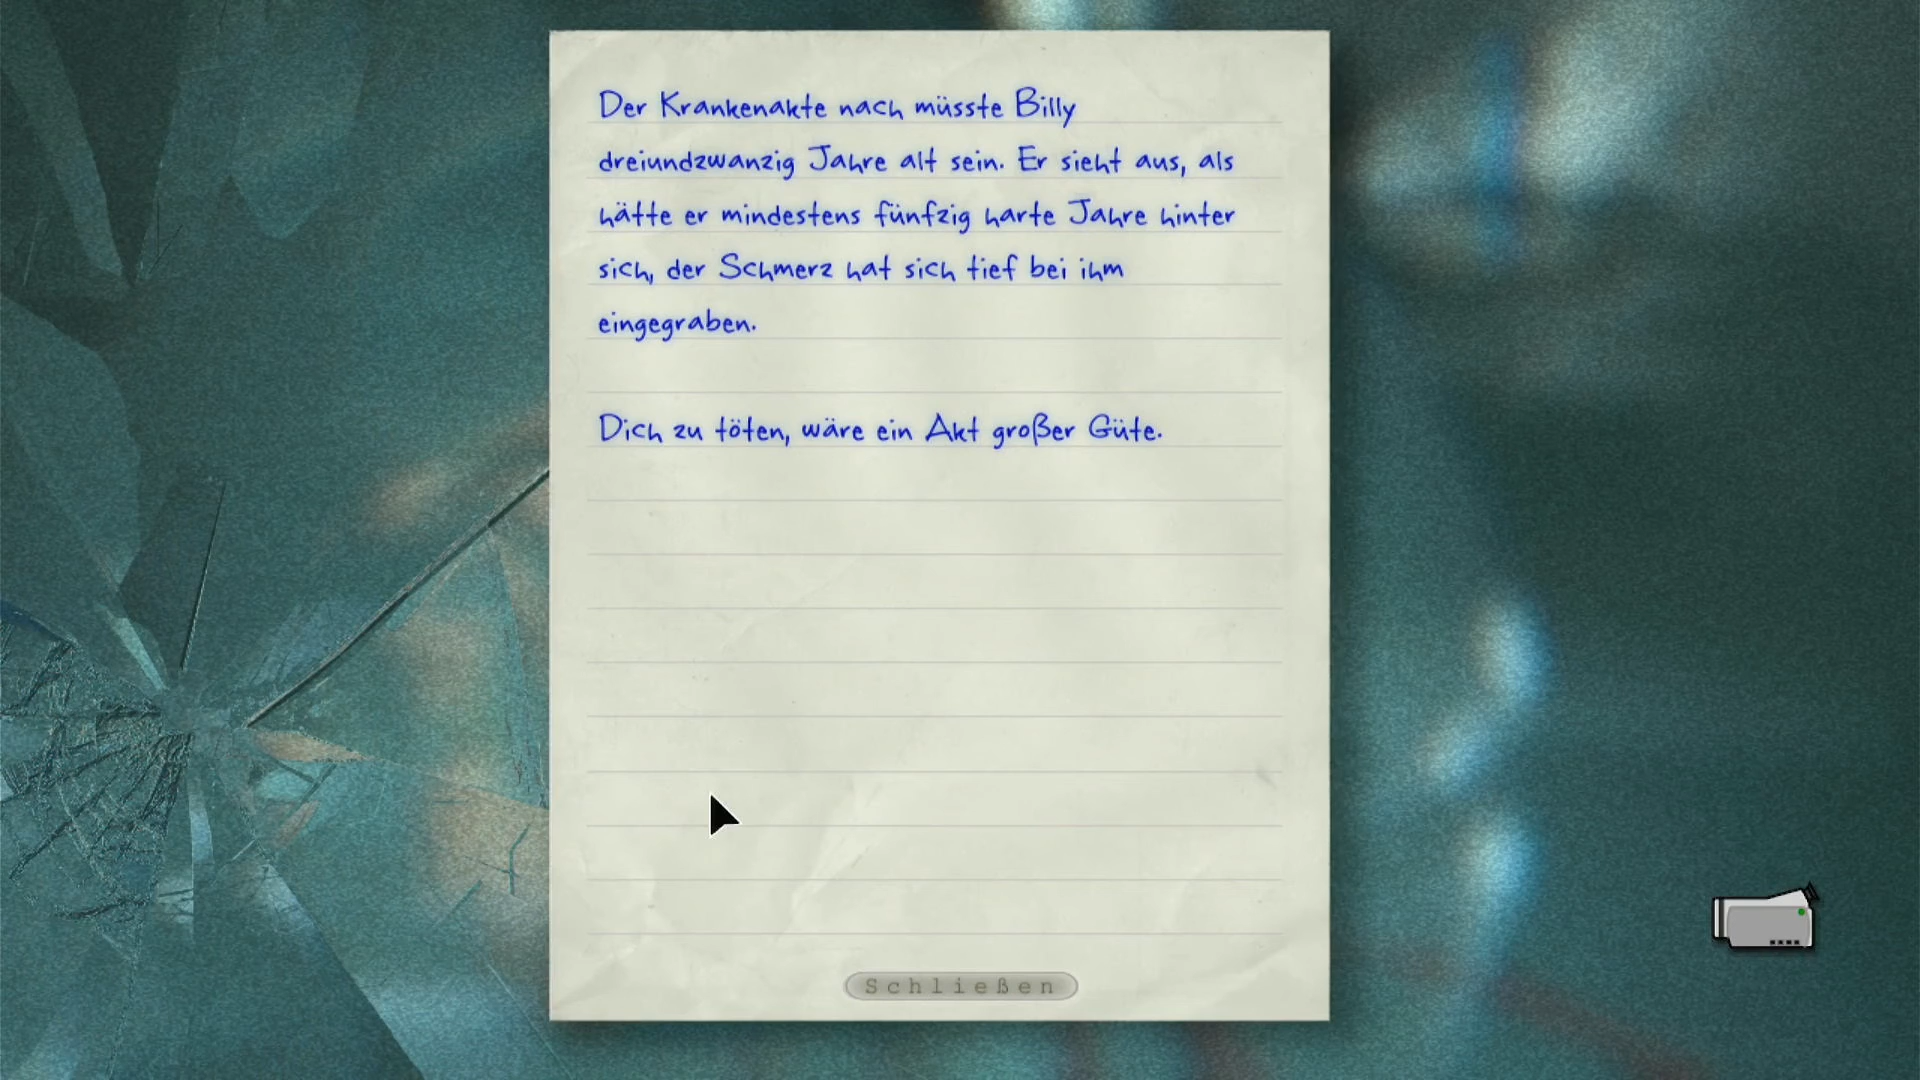 Der Krankenakte nach müsste Billy
dreiundzwanzig Jahre alt sein. Er sieht aus, als
hätte er mindestens fünfzig harte Jahre hinter
sich, der Schmerz hat sich tief bei ihm
eingegraben.
Dich zu töten, wäre ein Akt großer Güte.
Schließen